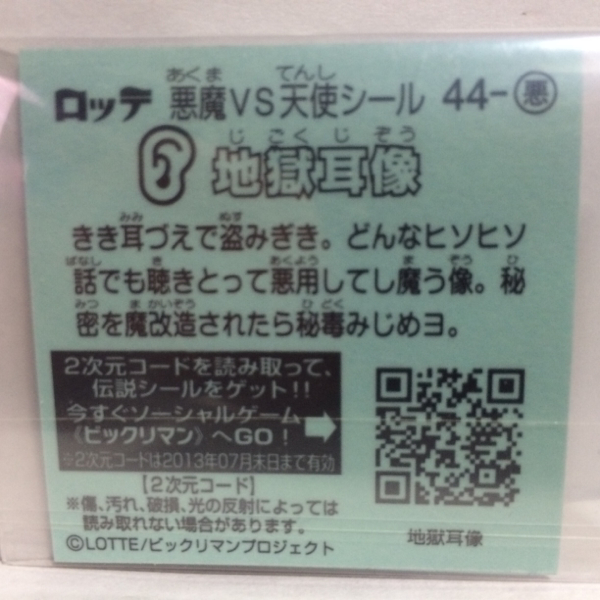 ロッテ 悪魔VS天使シール 44-悪
あくま てんし
じごくじぞう
地獄耳像
みみ ぬす
きき耳づえで盗みぎき。どんなヒソヒソ
ばなし き あくよう ま ぞう ひ
話でも聴きとって悪用してし魔う像。秘
みつ ま かいぞう ひ どく
密を魔改造されたら秘毒みじめヨ。
2次元コードを読み取って、
伝説シールをゲット!!
今すぐソーシャルゲーム
《ビックリマン》へGO!
※2次元コードは2013年07月末日まで有効
【2次元コード】
※傷、汚れ、破損、光の反射によっては
読み取れない場合があります。
©LOTTE/ビックリマンプロジェクト
地獄耳像